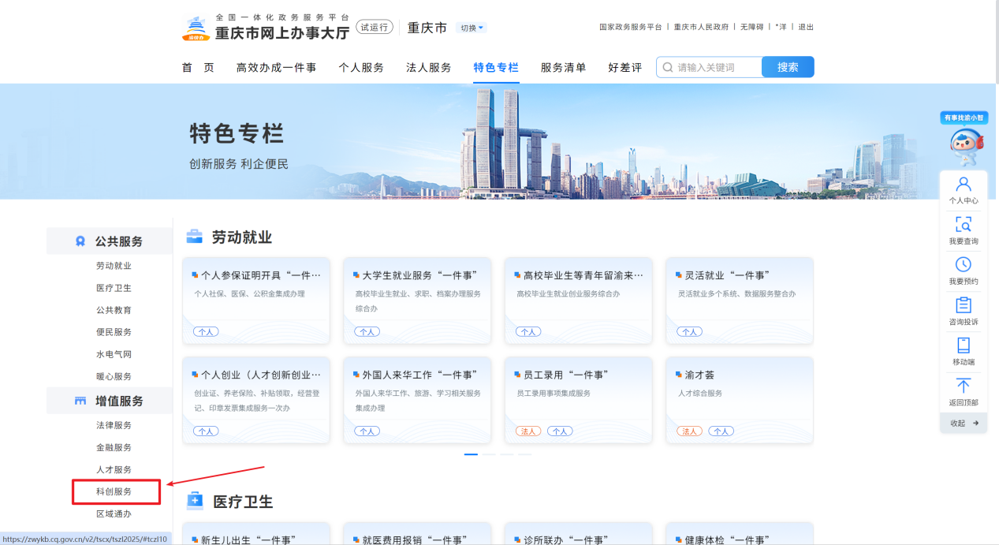 全国一体化政务服务平台
重庆市网上办事大厅
渝快办
试运行
重庆市
切换
国家政务服务平台 | 重庆市人民政府 | 无障碍 | *洋 | 退出
首 页 高效办成一件事 个人服务 法人服务 特色专栏 服务清单 好差评 请输入关键词 搜索
特色专栏
创新服务 利企便民
有事找渝小智
个人中心
我要查询
我要预约
咨询投诉
移动端
返回顶部
收起
公共服务
劳动就业
医疗卫生
公共教育
便民服务
水电气网
暖心服务
增值服务
法律服务
金融服务
人才服务
科创服务
区域通办
劳动就业
个人参保证明开具“一件···
个人社保、医保、公积金集成办理
个人
大学生就业服务“一件事”
高校毕业生就业、求职、档案办理服务
综合办
个人
高校毕业生等青年留渝来···
高校毕业生就业创业服务综合办
个人
灵活就业“一件事”
灵活就业多个系统、数据服务整合办
个人
个人创业（人才创新创业···
创业证、养老保险、补贴领取，经营登
记、印章发票集成服务一次办
个人
外国人来华工作“一件事”
外国人来华工作、旅游、学习相关服务
集成办理
个人
员工录用“一件事”
员工录用事项集成服务
法人 个人
渝才荟
人才综合服务
法人 个人
医疗卫生
新生儿出生“一件事”
就医费用报销“一件事”
诊所联办“一件事”
健康体检“一件事”
https://zwykb.cq.gov.cn/v2/tscx/tszl2025/#tczl10